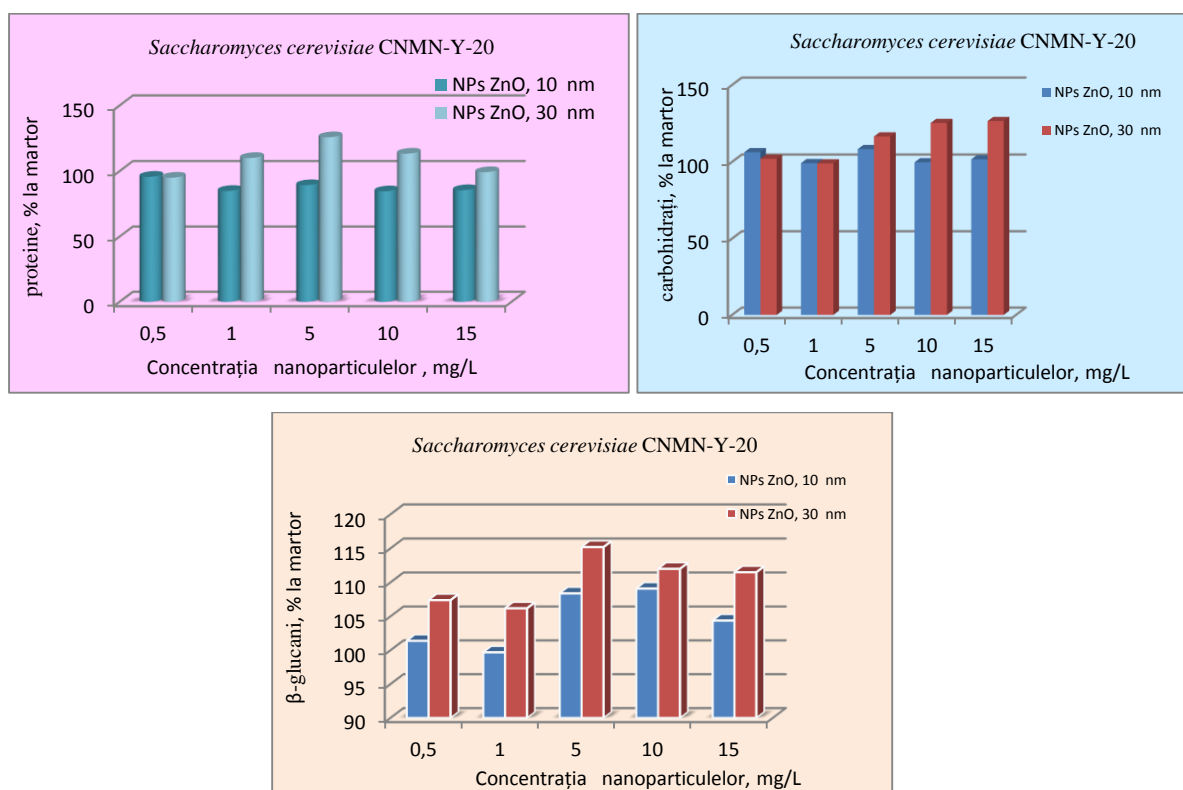 Saccharomyces cerevisiae CNMN-Y-20
NPs ZnO, 10 nm
NPs ZnO, 30 nm
proteine, % la martor
150
100
50
0
0,5 1 5 10 15
Concentrația nanoparticulelor , mg/L
Saccharomyces cerevisiae CNMN-Y-20
NPs ZnO, 10 nm
NPs ZnO, 30 nm
carbohidrați, % la martor
150
100
50
0
0,5 1 5 10 15
Concentrația nanoparticulelor, mg/L
Saccharomyces cerevisiae CNMN-Y-20
NPs ZnO, 10 nm
NPs ZnO, 30 nm
β-glucani, % la martor
120
115
110
105
100
95
90
0,5 1 5 10 15
Concentrația nanoparticulelor, mg/L